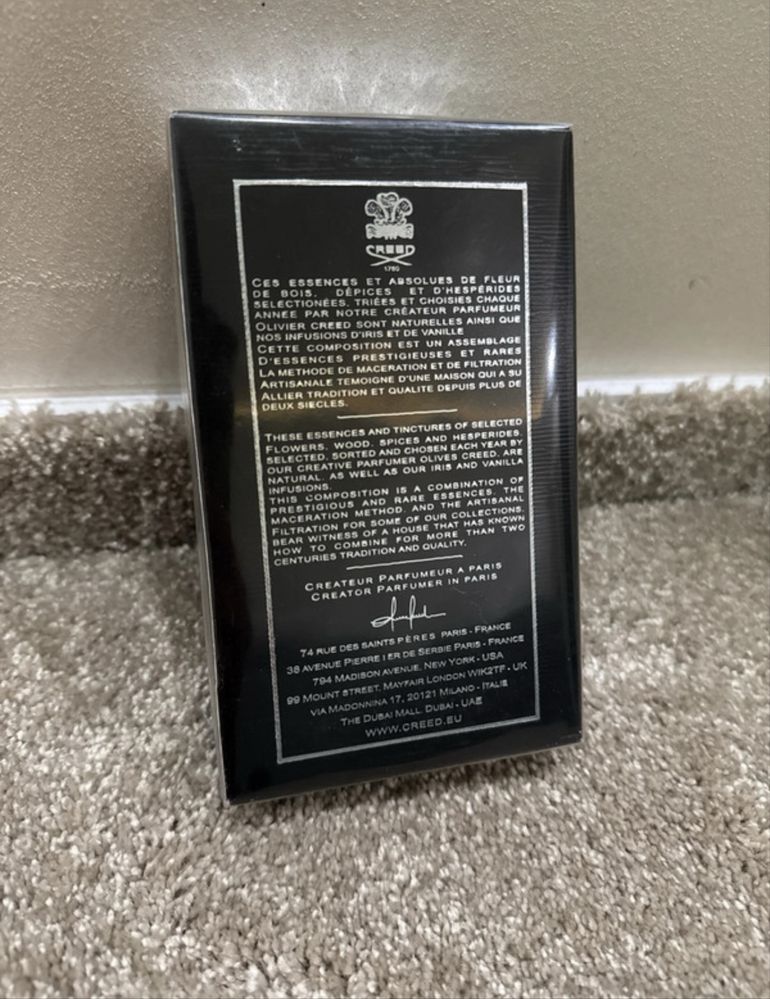 CREED
1760
CES ESSENCES ET ABSOLUES DE FLEUR
DE BOIS. DÉPICES ET D'HESPÉRIDES
SELECTIONÉES, TRIÉES ET CHOISIES CHAQUE
ANNEE PAR NOTRE CRÉATEUR PARFUMEUR
OLIVIER CREED SONT NATURELLES AINSI QUE
NOS INFUSIONS D'IRIS ET DE VANILLE
CETTE COMPOSITION EST UN ASSEMBLAGE
D'ESSENCES PRESTIGIEUSES ET RARES
LA METHODE DE MACERATION ET DE FILTRATION
ARTISANALE TEMOIGNE D'UNE MAISON QUI A SU
ALLIER TRADITION ET QUALITE DEPUIS PLUS DE
DEUX SIECLES.
THESE ESSENCES AND TINCTURES OF SELECTED
FLOWERS, WOOD, SPICES AND HESPERIDES,
SELECTED, SORTED AND CHOSEN EACH YEAR BY
OUR CREATIVE PARFUMER OLIVES CREED, ARE
NATURAL, AS WELL AS OUR IRIS AND VANILLA
INFUSIONS.
THIS COMPOSITION IS A COMBINATION OF
PRESTIGIOUS AND RARE ESSENCES, THE
MACERATION METHOD, AND THE ARTISANAL
FILTRATION FOR SOME OF OUR COLLECTIONS,
BEAR WITNESS OF A HOUSE THAT HAS KNOWN
HOW TO COMBINE FOR MORE THAN TWO
CENTURIES TRADITION AND QUALITY.
CREATEUR PARFUMEUR A PARIS
CREATOR PARFUMER IN PARIS
74 RUE DES SAINTS PÈRES PARIS - FRANCE
38 AVENUE PIERRE I ER DE SERBIE PARIS - FRANCE
794 MADISON AVENUE, NEW YORK - USA
99 MOUNT STREET, MAYFAIR LONDON WIK2TF - UK
VIA MADONNINA 17, 20121 MILANO - ITALIE
THE DUBAI MALL, DUBAI - UAE
WWW.CREED.EU